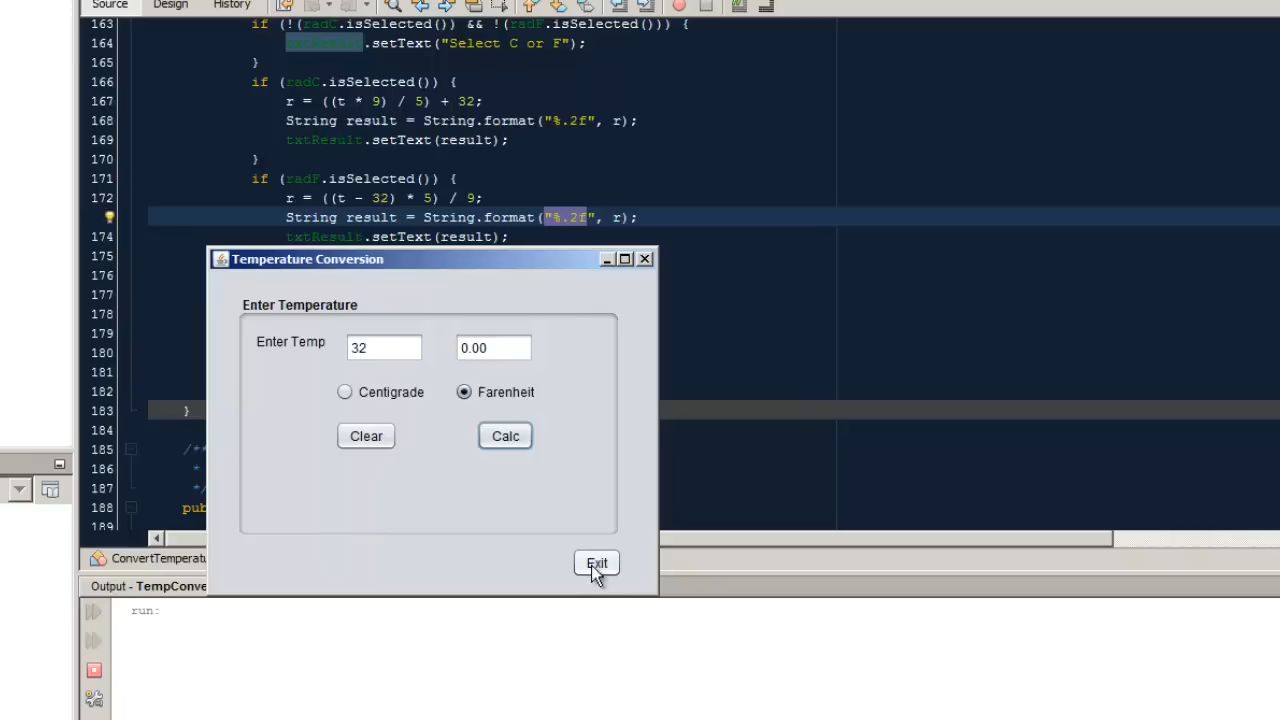 Source Design History
163 if (!(radC.isSelected()) && !(radF.isSelected())) {
164 txtResult.setText("Select C or F");
165 }
166 if (radC.isSelected()) {
167 r = ((t * 9) / 5) + 32;
168 String result = String.format("%.2f", r);
169 txtResult.setText(result);
170 }
171 if (radF.isSelected()) {
172 r = ((t - 32) * 5) / 9;
String result = String.format("%.2f", r);
174 txtResult.setText(result);
175
176
177
178
179
180
181
182
183 }
184
185 /**
186 *
187 */
188 pub
189
Temperature Conversion
Enter Temperature
Enter Temp 32 0.00
Centigrade Farenheit
Clear Calc
Exit
ConvertTemperatu
Output - TempConve
run: